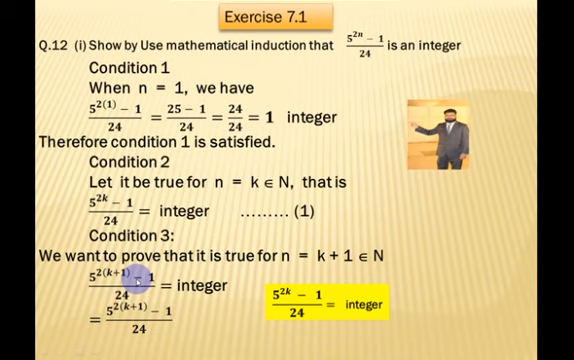 Exercise 7.1
Q.12 (i) Show by Use mathematical induction that (5^{2n} − 1)/24 is an integer
Condition 1
When n = 1, we have
(5^{2(1)} − 1)/24 = (25 − 1)/24 = 24/24 = 1 integer
Therefore condition 1 is satisfied.
Condition 2
Let it be true for n = k ∈ N, that is
(5^{2k} − 1)/24 = integer ......... (1)
Condition 3:
We want to prove that it is true for n = k + 1 ∈ N
(5^{2(k+1)} − 1)/24 = integer
= (5^{2(k+1)} − 1)/24
(5^{2k} − 1)/24 = integer